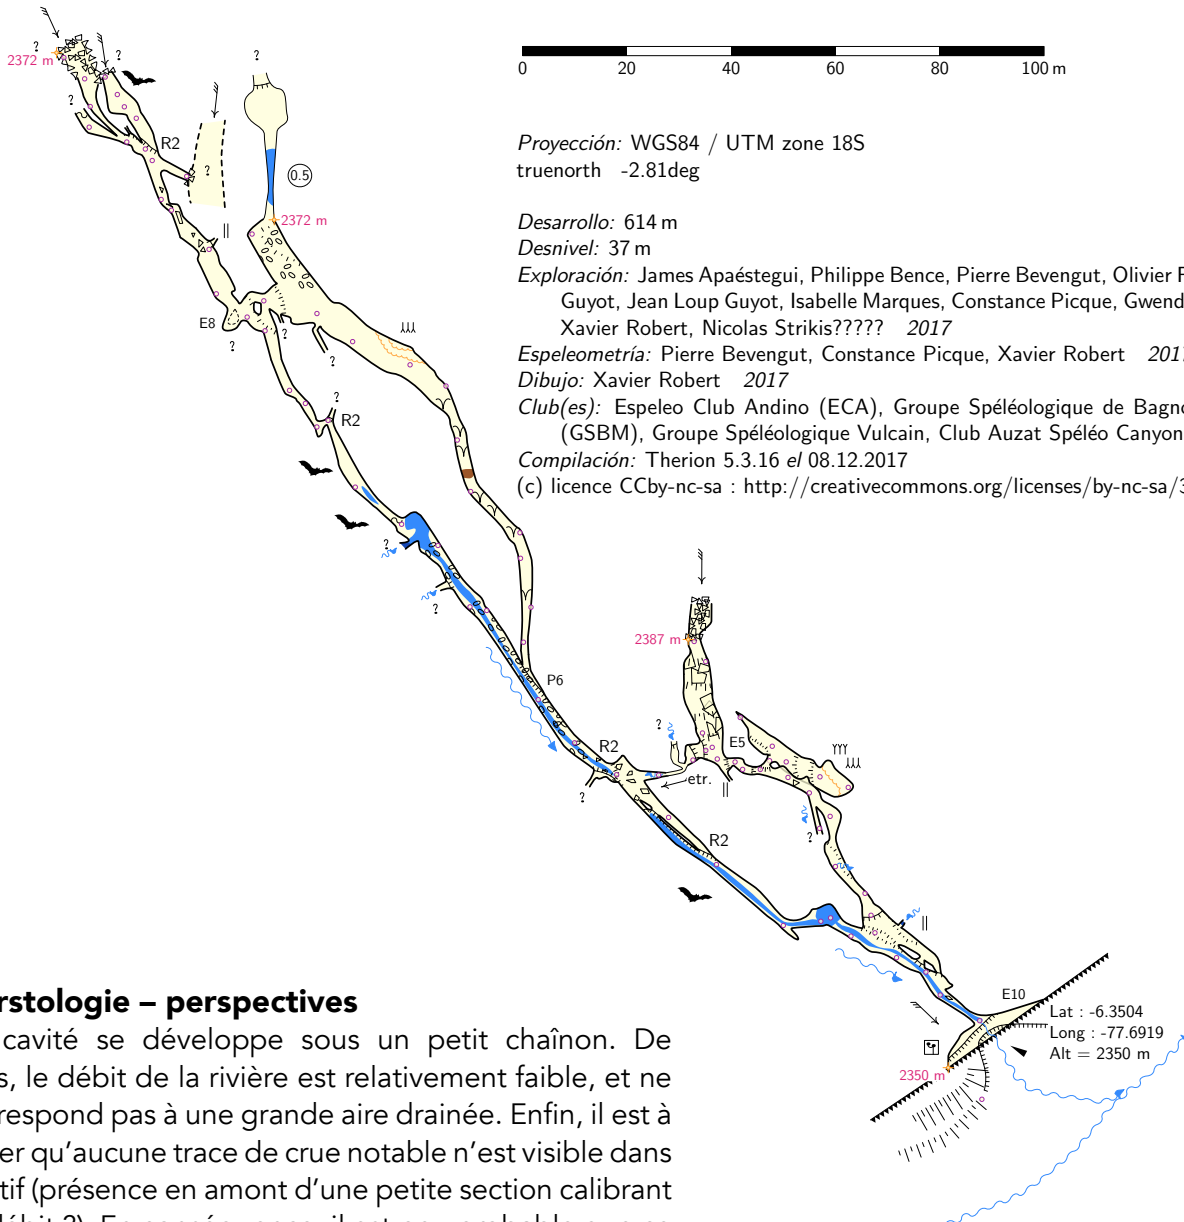 ?
?
?
2372 m
?
R2
?
0.5
2372 m
E8
?
?
?
?
R2
?
?
0 20 40 60 80 100 m
Proyección: WGS84 / UTM zone 18S
truenorth -2.81deg
Desarrollo: 614 m
Desnivel: 37 m
Exploración: James Apaéstegui, Philippe Bence, Pierre Bevengut, Olivier
Guyot, Jean Loup Guyot, Isabelle Marques, Constance Picque, Gwend
Xavier Robert, Nicolas Strikis????? 2017
Espeleometría: Pierre Bevengut, Constance Picque, Xavier Robert 201
Dibujo: Xavier Robert 2017
Club(es): Espeleo Club Andino (ECA), Groupe Spéléologique de Bagno
(GSBM), Groupe Spéléologique Vulcain, Club Auzat Spéléo Canyon
Compilación: Therion 5.3.16 el 08.12.2017
(c) licence CCby-nc-sa : http://creativecommons.org/licenses/by-nc-sa/3
2387 m
P6
?
R2
E5
etr.
?
?
R2
E10
Lat : -6.3504
Long : -77.6919
Alt = 2350 m
2350 m
rstologie – perspectives
cavité se développe sous un petit chaînon. De
s, le débit de la rivière est relativement faible, et ne
respond pas à une grande aire drainée. Enfin, il est à
er qu'aucune trace de crue notable n'est visible dans
tif (présence en amont d'une petite section calibrant